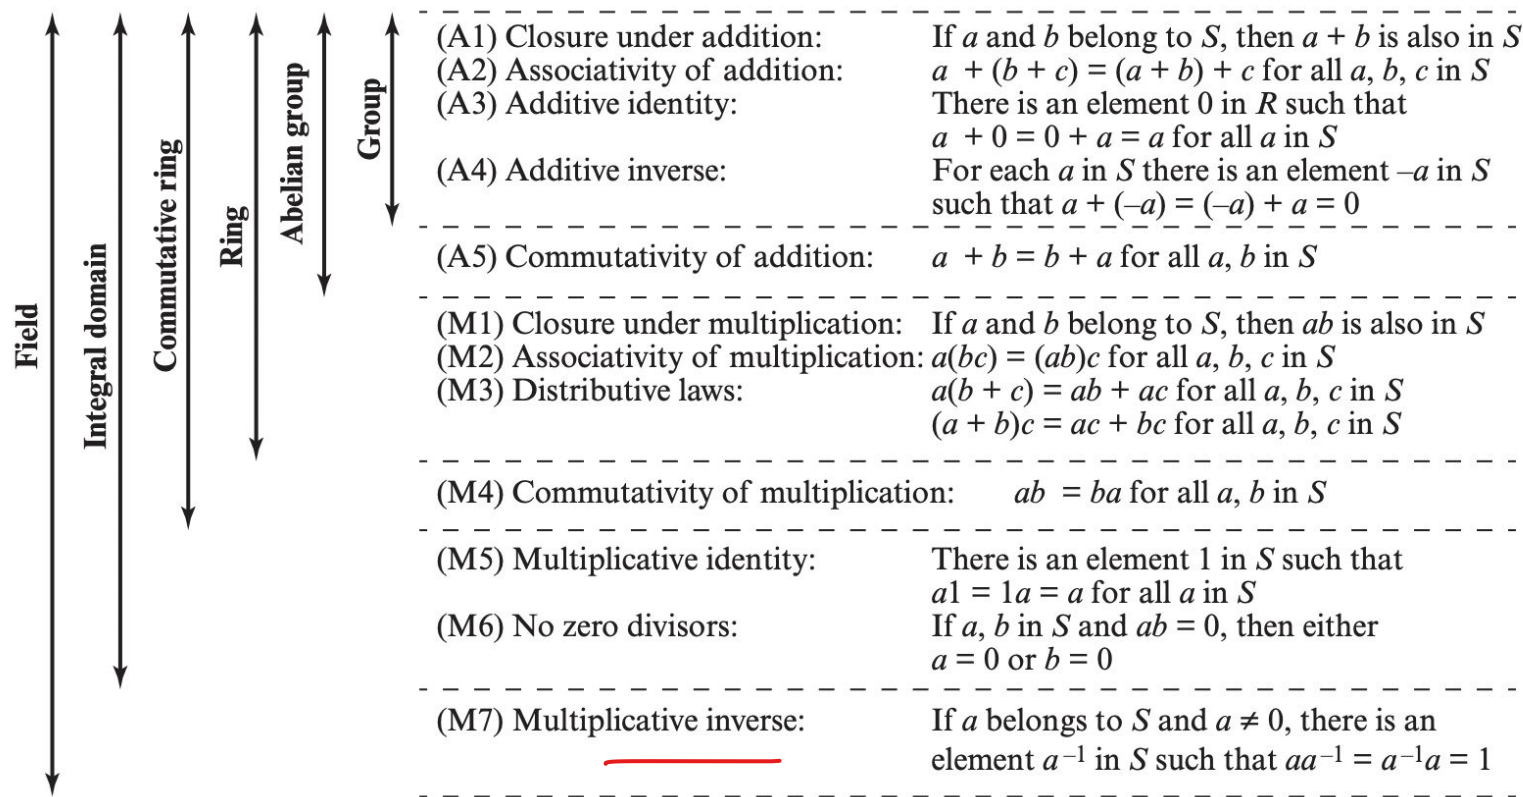 Field
Integral domain
Commutative ring
Ring
Abelian group
Group
(A1) Closure under addition: If a and b belong to S, then a + b is also in S
(A2) Associativity of addition: a + (b + c) = (a + b) + c for all a, b, c in S
(A3) Additive identity: There is an element 0 in R such that
a + 0 = 0 + a = a for all a in S
(A4) Additive inverse: For each a in S there is an element –a in S
such that a + (–a) = (–a) + a = 0
(A5) Commutativity of addition: a + b = b + a for all a, b in S
(M1) Closure under multiplication: If a and b belong to S, then ab is also in S
(M2) Associativity of multiplication: a(bc) = (ab)c for all a, b, c in S
(M3) Distributive laws: a(b + c) = ab + ac for all a, b, c in S
(a + b)c = ac + bc for all a, b, c in S
(M4) Commutativity of multiplication: ab = ba for all a, b in S
(M5) Multiplicative identity: There is an element 1 in S such that
a1 = 1a = a for all a in S
(M6) No zero divisors: If a, b in S and ab = 0, then either
a = 0 or b = 0
(M7) Multiplicative inverse: If a belongs to S and a ≠ 0, there is an
element a⁻¹ in S such that aa⁻¹ = a⁻¹a = 1